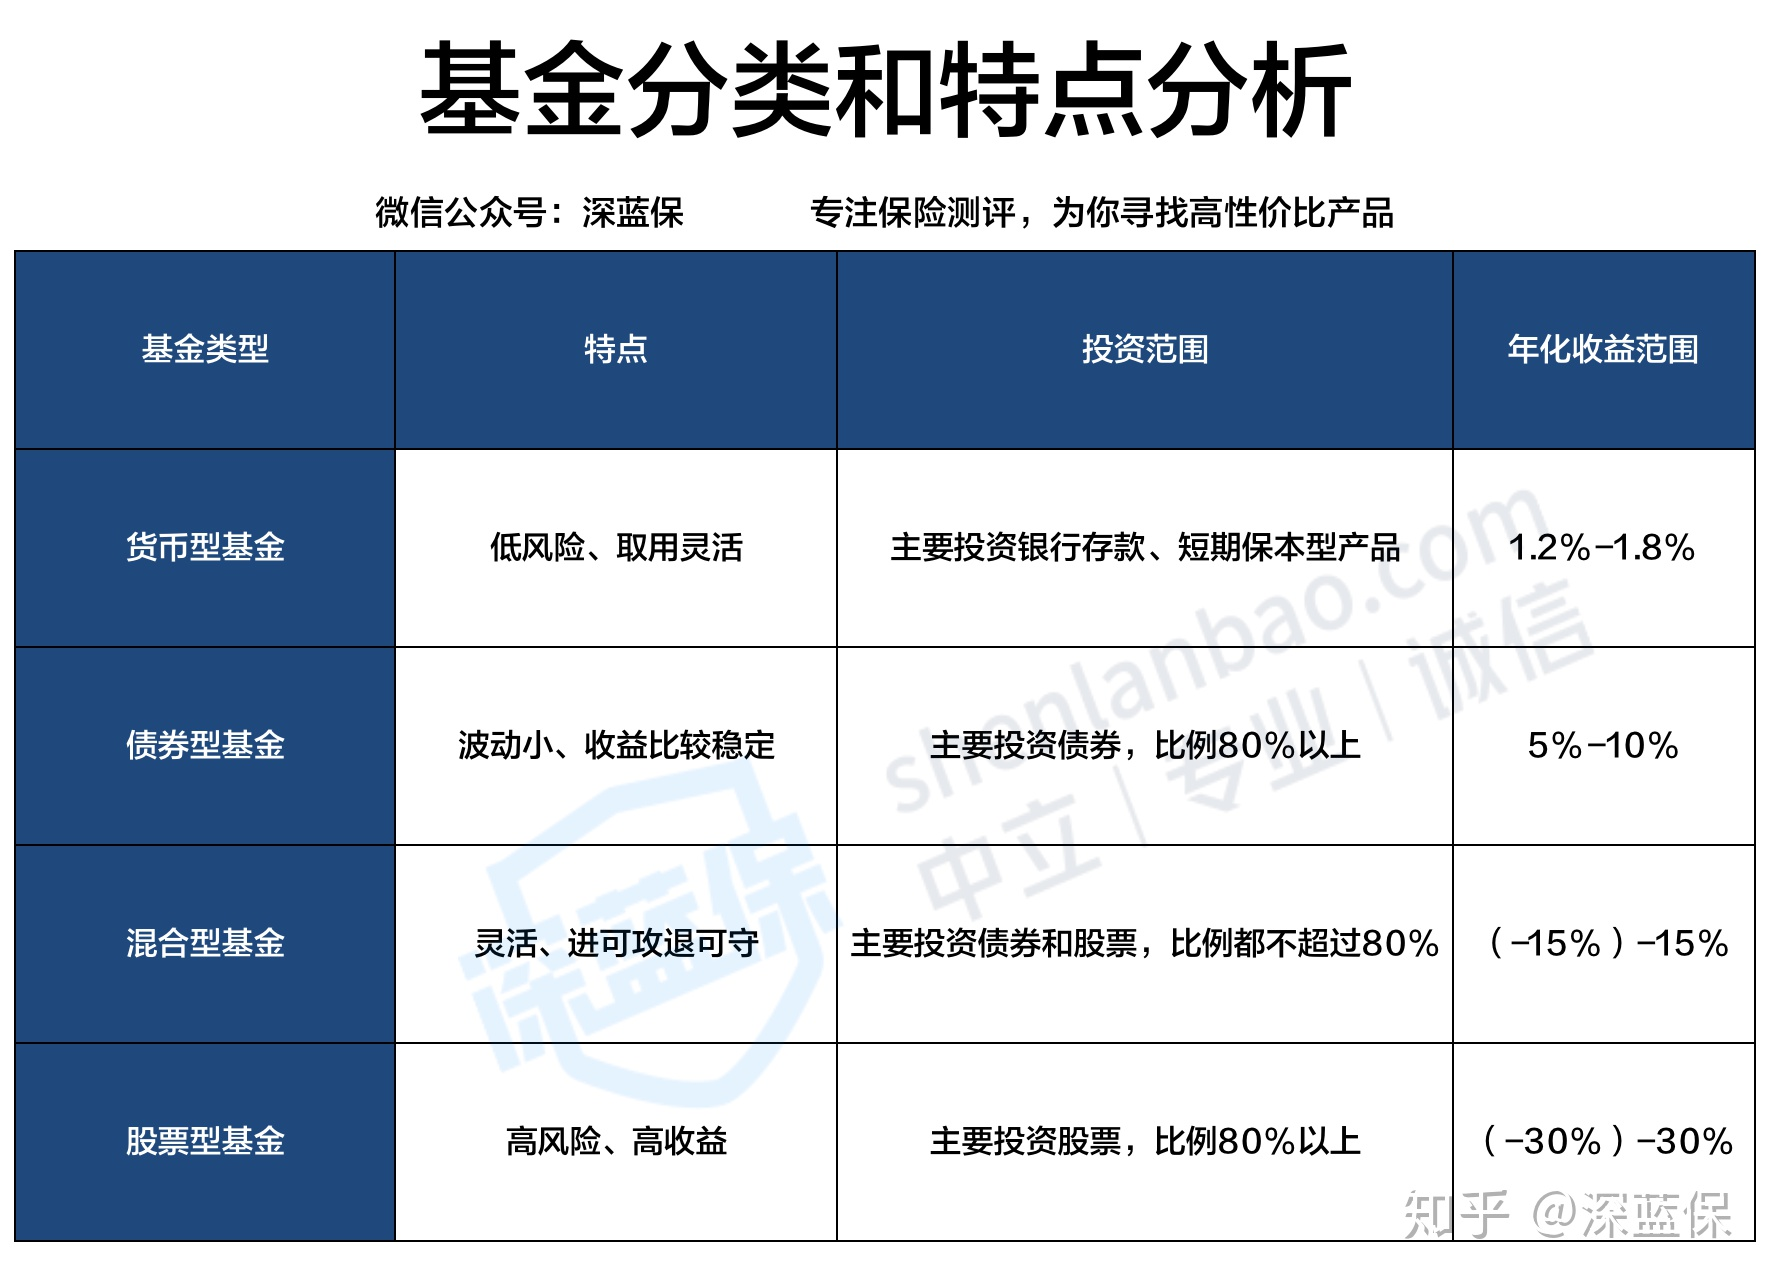 基金分类和特点分析
微信公众号：深蓝保 专注保险测评，为你寻找高性价比产品
基金类型 特点 投资范围 年化收益范围
货币型基金 低风险、取用灵活 主要投资银行存款、短期保本型产品 1.2%-1.8%
债券型基金 波动小、收益比较稳定 主要投资债券，比例80%以上 5%-10%
混合型基金 灵活、进可攻退可守 主要投资债券和股票，比例都不超过80% （-15%）-15%
股票型基金 高风险、高收益 主要投资股票，比例80%以上 （-30%）-30%
shenlanbao.com
中立｜专业｜诚信
深蓝保
知乎 @深蓝保